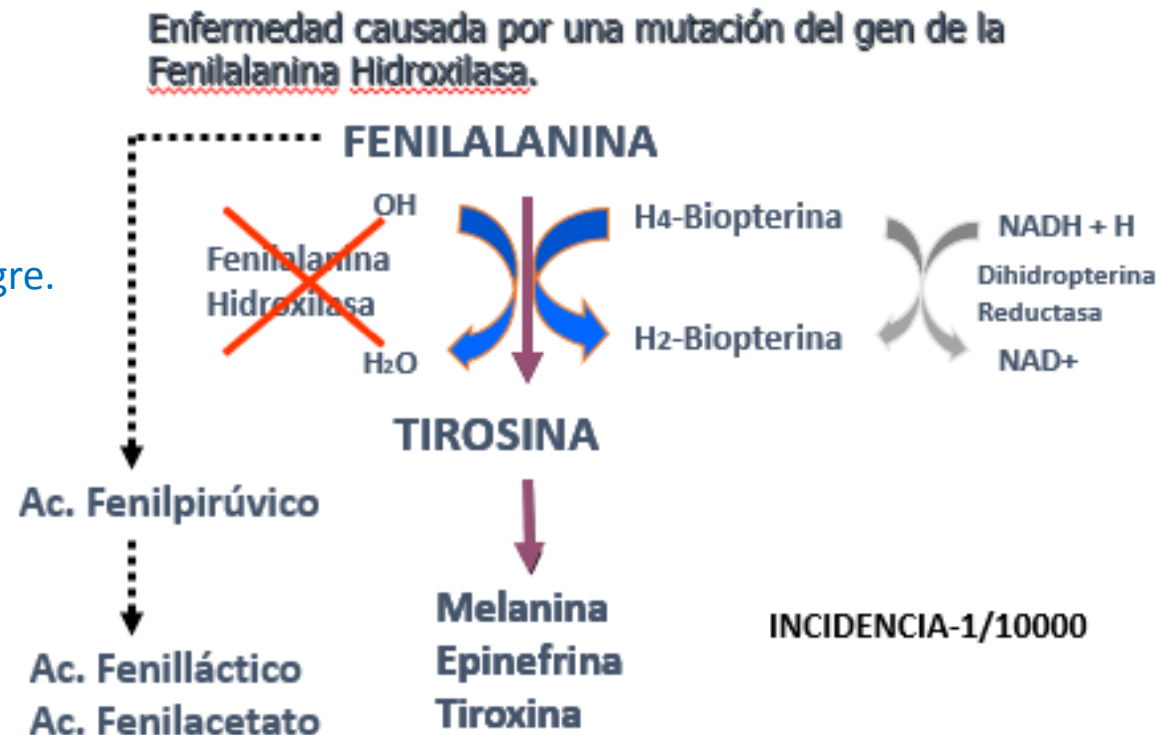 Enfermedad causada por una mutación del gen de la
Fenilalanina Hidroxilasa.
FENILALANINA
OH
H4-Biopterina
NADH + H
Fenilalanina
Hidroxilasa
gre.
Dihidropterina
Reductasa
H2O
H2-Biopterina
NAD+
TIROSINA
Ac. Fenilpirúvico
Melanina
Epinefrina
Tiroxina
INCIDENCIA-1/10000
Ac. Fenilláctico
Ac. Fenilacetato